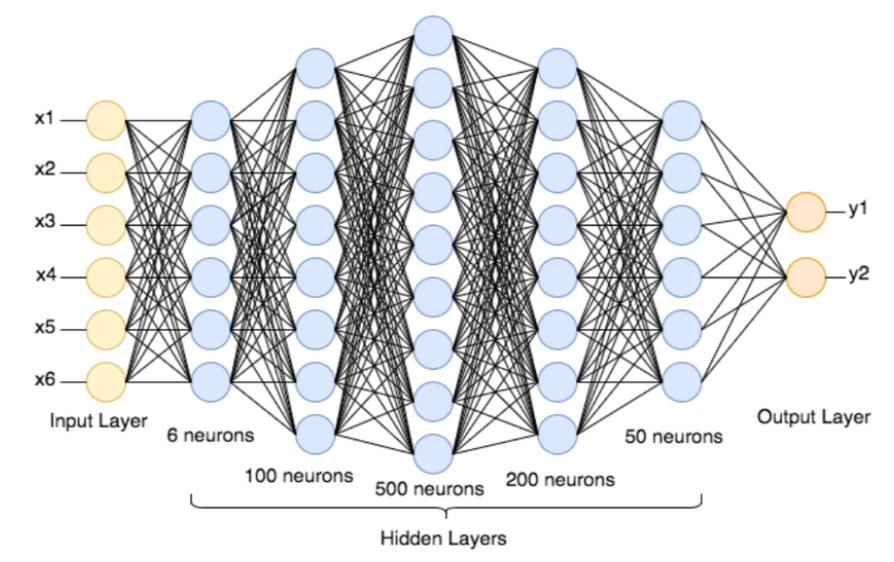 x1
x2
x3
x4
x5
x6
y1
y2
Input Layer
6 neurons
100 neurons
500 neurons
200 neurons
50 neurons
Output Layer
Hidden Layers